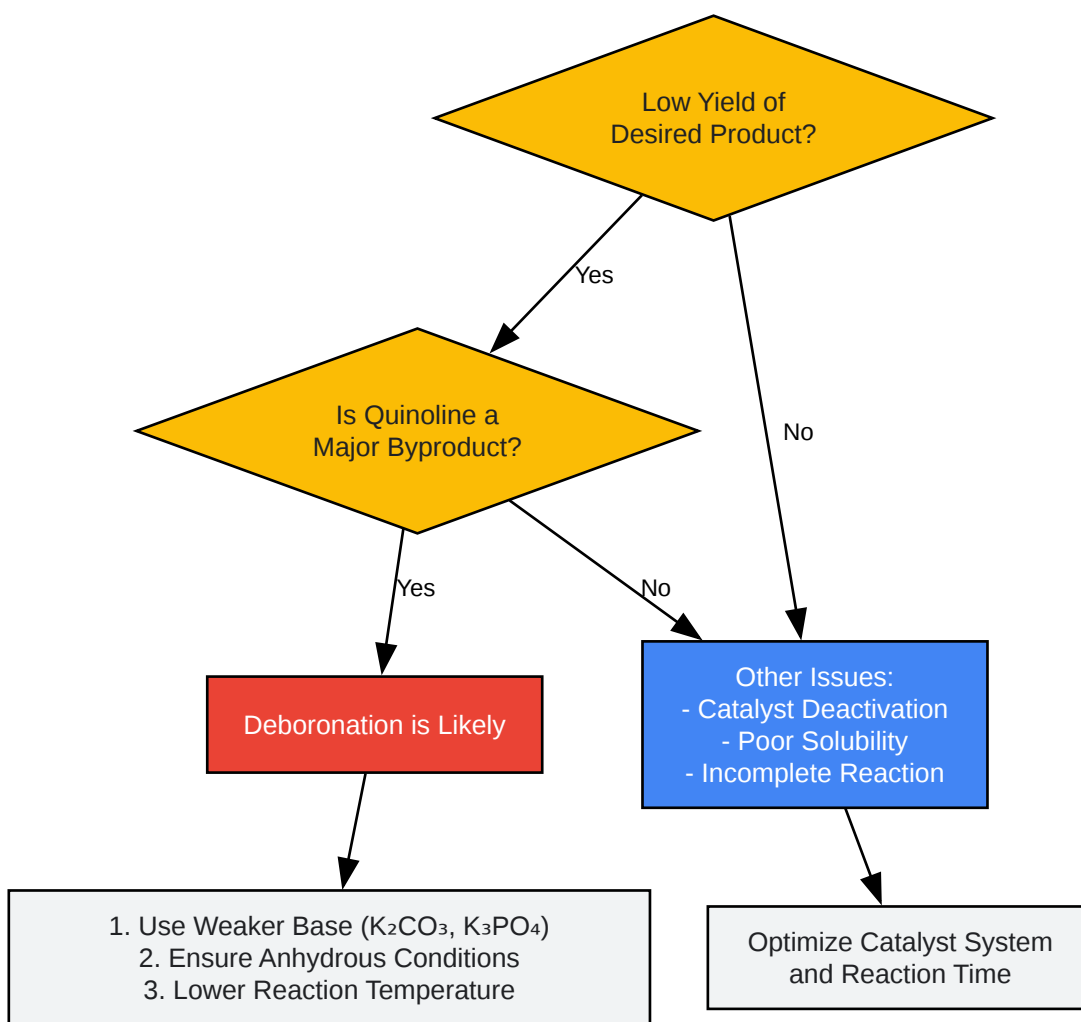 Low Yield of
Desired Product?
Yes
Is Quinoline a
Major Byproduct?
No
Yes
No
Deboronation is Likely
Other Issues:
- Catalyst Deactivation
- Poor Solubility
- Incomplete Reaction
1. Use Weaker Base (K₂CO₃, K₃PO₄)
2. Ensure Anhydrous Conditions
3. Lower Reaction Temperature
Optimize Catalyst System
and Reaction Time